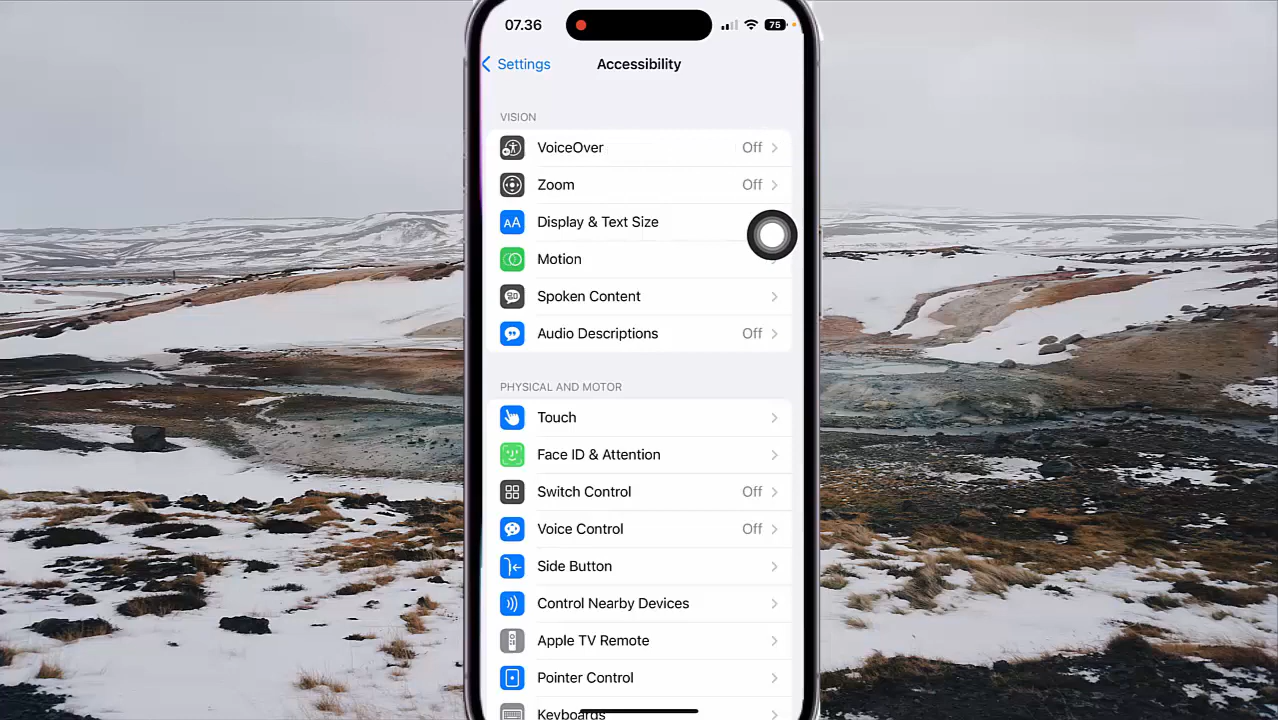 07.36
75
Settings
Accessibility
VISION
VoiceOver
Off
Zoom
Off
AA
Display & Text Size
Motion
Spoken Content
Audio Descriptions
Off
PHYSICAL AND MOTOR
Touch
Face ID & Attention
Switch Control
Off
Voice Control
Off
Side Button
Control Nearby Devices
Apple TV Remote
Pointer Control
Keyboards